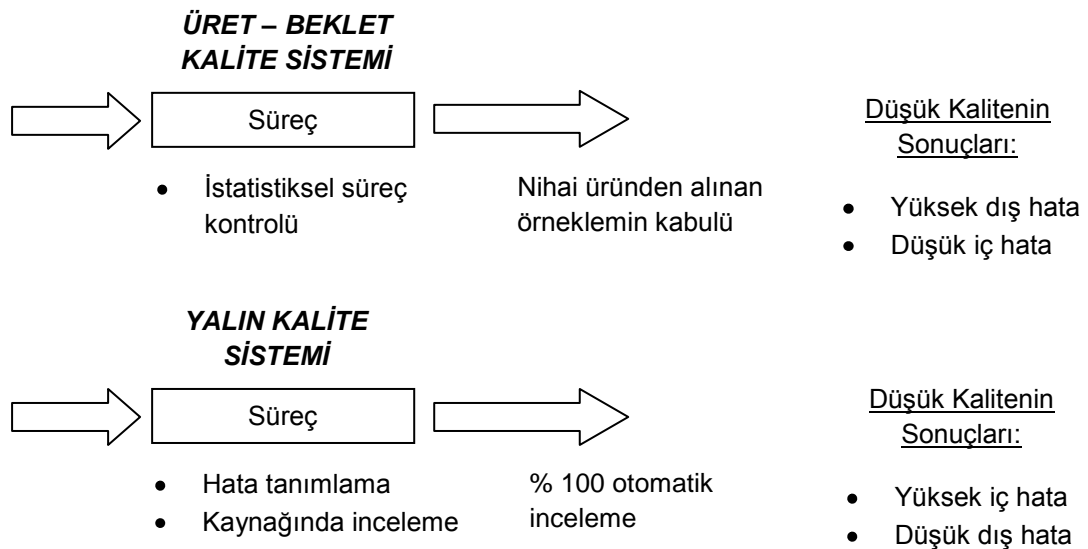 ÜRET – BEKLET
KALİTE SİSTEMİ
Süreç
• İstatistiksel süreç
kontrolü
Nihai üründen alınan
örneklemin kabulü
Düşük Kalitenin
Sonuçları:
• Yüksek dış hata
• Düşük iç hata
YALIN KALİTE
SİSTEMİ
Süreç
• Hata tanımlama
• Kaynağında inceleme
% 100 otomatik
inceleme
Düşük Kalitenin
Sonuçları:
• Yüksek iç hata
• Düşük dış hata